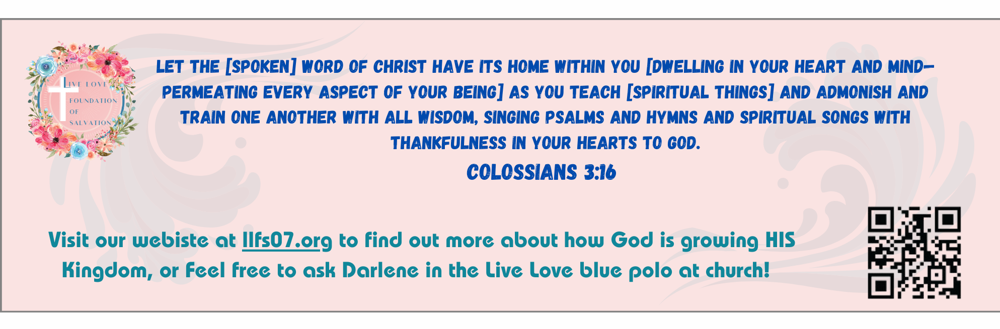 LIVE LOVE
FOUNDATION
OF
SALVATION
LET THE [SPOKEN] WORD OF CHRIST HAVE ITS HOME WITHIN YOU [DWELLING IN YOUR HEART AND MIND—
PERMEATING EVERY ASPECT OF YOUR BEING] AS YOU TEACH [SPIRITUAL THINGS] AND ADMONISH AND
TRAIN ONE ANOTHER WITH ALL WISDOM, SINGING PSALMS AND HYMNS AND SPIRITUAL SONGS WITH
THANKFULNESS IN YOUR HEARTS TO GOD.
COLOSSIANS 3:16
Visit our webiste at llfs07.org to find out more about how God is growing HIS
Kingdom, or Feel free to ask Darlene in the Live Love blue polo at church!